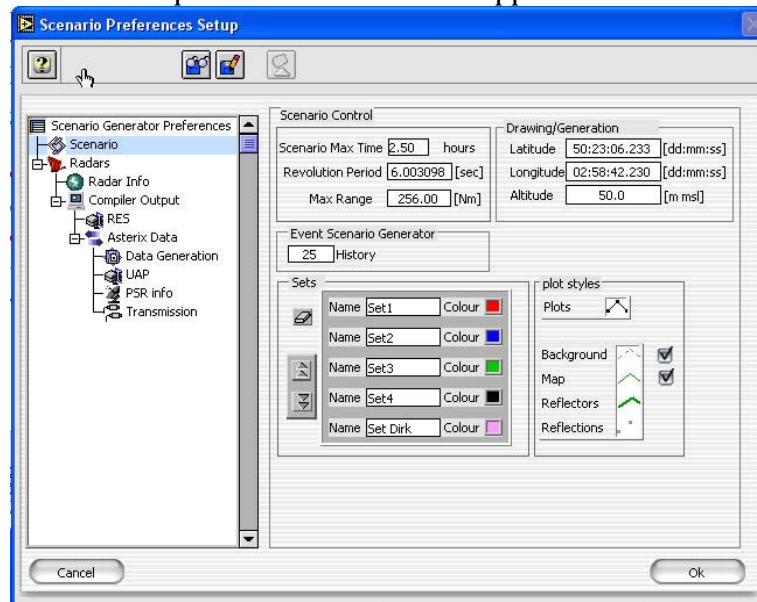 Scenario Preferences Setup
Scenario Generator Preferences
Scenario
Radars
Radar Info
Compiler Output
RES
Asterix Data
Data Generation
UAP
PSR info
Transmission
Scenario Control
Scenario Max Time 2.50 hours
Revolution Period 6.003098 [sec]
Max Range 256.00 [Nm]
Drawing/Generation
Latitude 50:23:06.233 [dd:mm:ss]
Longitude 02:58:42.230 [dd:mm:ss]
Altitude 50.0 [m msl]
Event Scenario Generator
25 History
Sets
Name Set1 Colour
Name Set2 Colour
Name Set3 Colour
Name Set4 Colour
Name Set Dirk Colour
plot styles
Plots
Background
Map
Reflectors
Reflections
Cancel
Ok